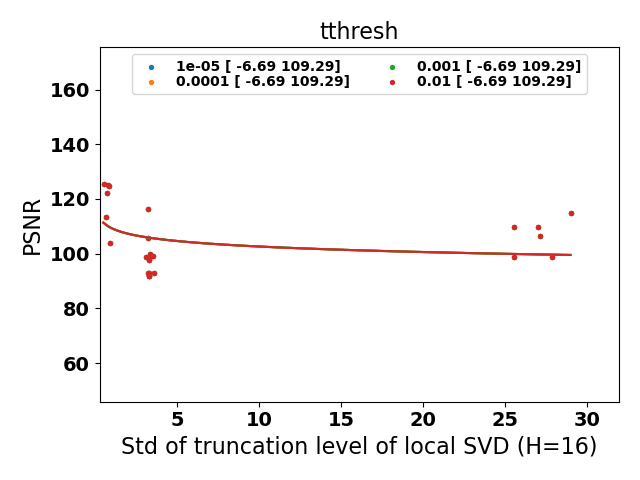 tthresh
1e-05 [ -6.69 109.29]
0.0001 [ -6.69 109.29]
0.001 [ -6.69 109.29]
0.01 [ -6.69 109.29]
PSNR
160
140
120
100
80
60
5 10 15 20 25 30
Std of truncation level of local SVD (H=16)